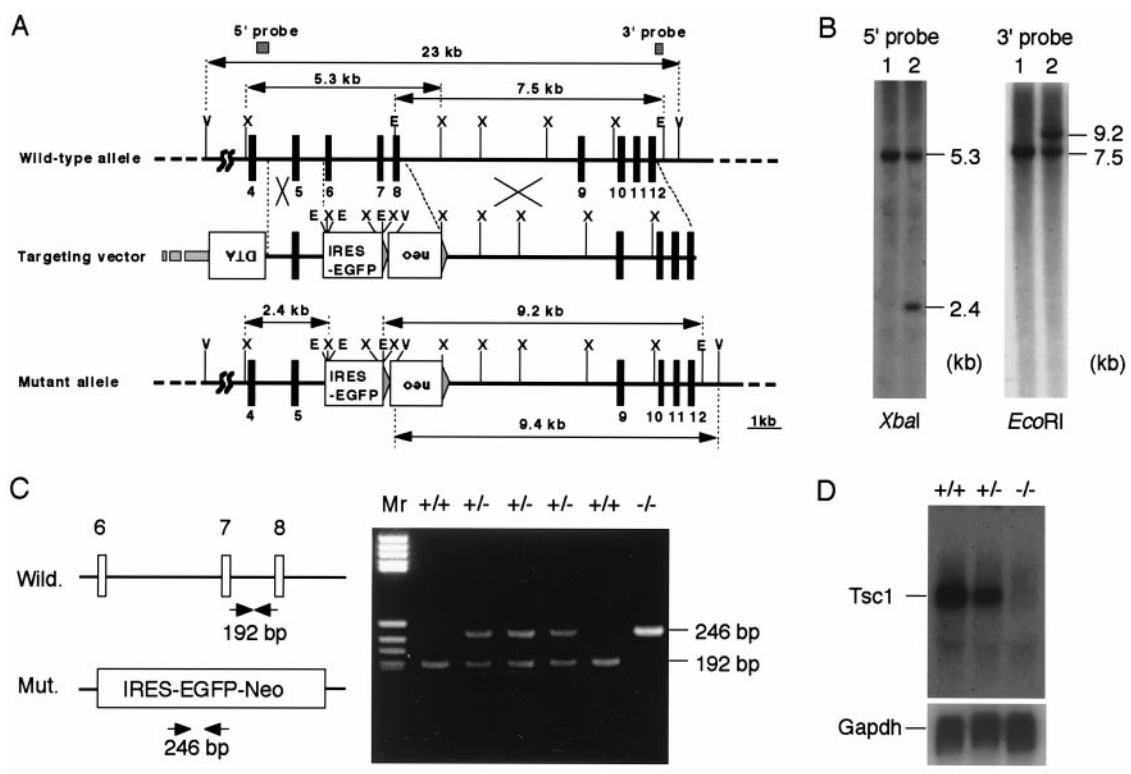 A
5' probe
3' probe
23 kb
5.3 kb
7.5 kb
V X E X X X X E V
Wild-type allele
4 5 6 7 8 9 10 11 12
E X E X E X V X X X X
Targeting vector
DTA
IRES
-EGFP
neo
2.4 kb
9.2 kb
V X E X E X E X V X X X X E V
Mutant allele
IRES
-EGFP
neo
4 5 9 10 11 12
9.4 kb
1kb
B
5' probe
3' probe
1 2
1 2
9.2
5.3
7.5
2.4
(kb)
(kb)
XbaI
EcoRI
C
6 7 8
Wild.
192 bp
Mut.
IRES-EGFP-Neo
246 bp
Mr +/+ +/- +/- +/- +/+ -/-
246 bp
192 bp
D
+/+ +/- -/-
Tsc1
Gapdh